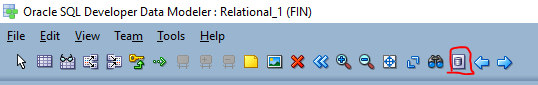 Oracle SQL Developer Data Modeler : Relational_1 (FIN)
File Edit View Team Tools Help